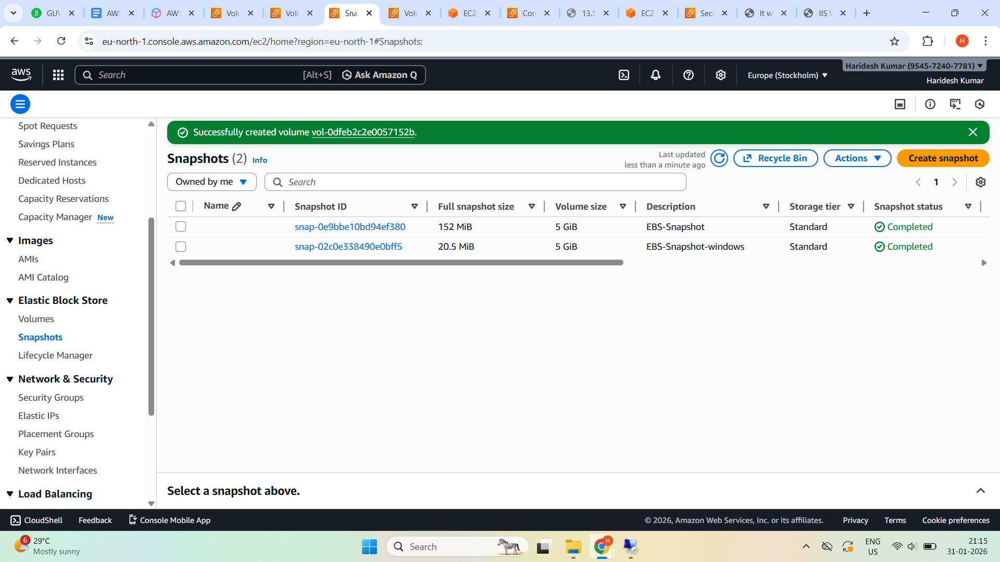 GUV
AWS
AWS
Volu
Volu
Sna
Volu
EC2
Con
13.5
EC2
Sec
It w
IIS V
eu-north-1.console.aws.amazon.com/ec2/home?region=eu-north-1#Snapshots:
H
aws
Search
[Alt+S]
Ask Amazon Q
Europe (Stockholm)
Haridesh Kumar (9545-7240-7781)
Haridesh Kumar
Spot Requests
Savings Plans
Reserved Instances
Dedicated Hosts
Capacity Reservations
Capacity Manager New
Images
AMIs
AMI Catalog
Elastic Block Store
Volumes
Snapshots
Lifecycle Manager
Network & Security
Security Groups
Elastic IPs
Placement Groups
Key Pairs
Network Interfaces
Load Balancing
Successfully created volume vol-0dfeb2c2e0057152b.
Snapshots (2) Info
Last updated
less than a minute ago
Recycle Bin
Actions
Create snapshot
Owned by me
Search
1
Name Snapshot ID Full snapshot size Volume size Description Storage tier Snapshot status
snap-0e9bbe10bd94ef380 152 MiB 5 GiB EBS-Snapshot Standard Completed
snap-02c0e338490e0bff5 20.5 MiB 5 GiB EBS-Snapshot-windows Standard Completed
Select a snapshot above.
CloudShell Feedback Console Mobile App
© 2026, Amazon Web Services, Inc. or its affiliates. Privacy Terms Cookie preferences
6
29°C
Mostly sunny
Search
H
ENG
US
21:15
31-01-2026